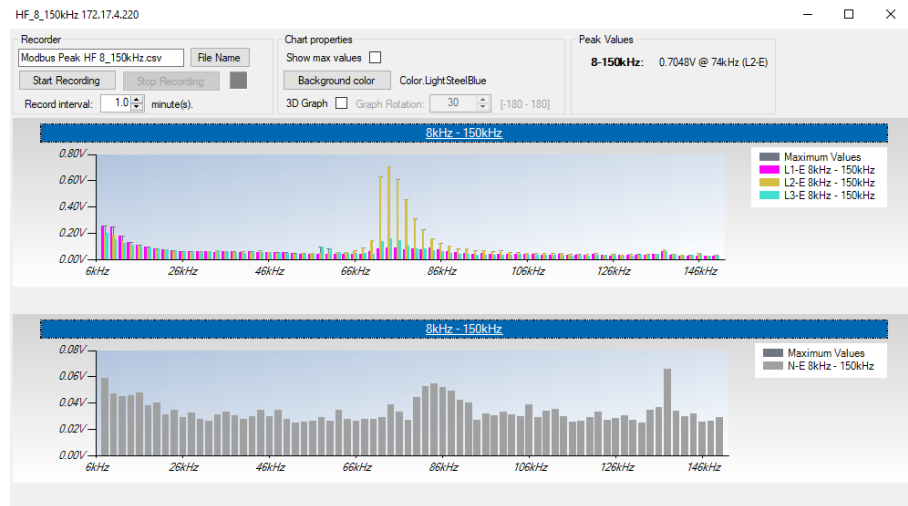 HF_8_150kHz 172.17.4.220
Recorder
Modbus Peak HF 8_150kHz.csv File Name
Start Recording Stop Recording
Record interval: 1.0 minute(s).
Chart properties
Show max values
Background color Color.LightSteelBlue
3D Graph Graph Rotation: 30 [-180 - 180]
Peak Values
8-150kHz: 0.7048V @ 74kHz (L2-E)
8kHz - 150kHz
0.80V
0.60V
0.40V
0.20V
0.00V
6kHz 26kHz 46kHz 66kHz 86kHz 106kHz 126kHz 146kHz
Maximum Values
L1-E 8kHz - 150kHz
L2-E 8kHz - 150kHz
L3-E 8kHz - 150kHz
8kHz - 150kHz
0.08V
0.06V
0.04V
0.02V
0.00V
6kHz 26kHz 46kHz 66kHz 86kHz 106kHz 126kHz 146kHz
Maximum Values
N-E 8kHz - 150kHz